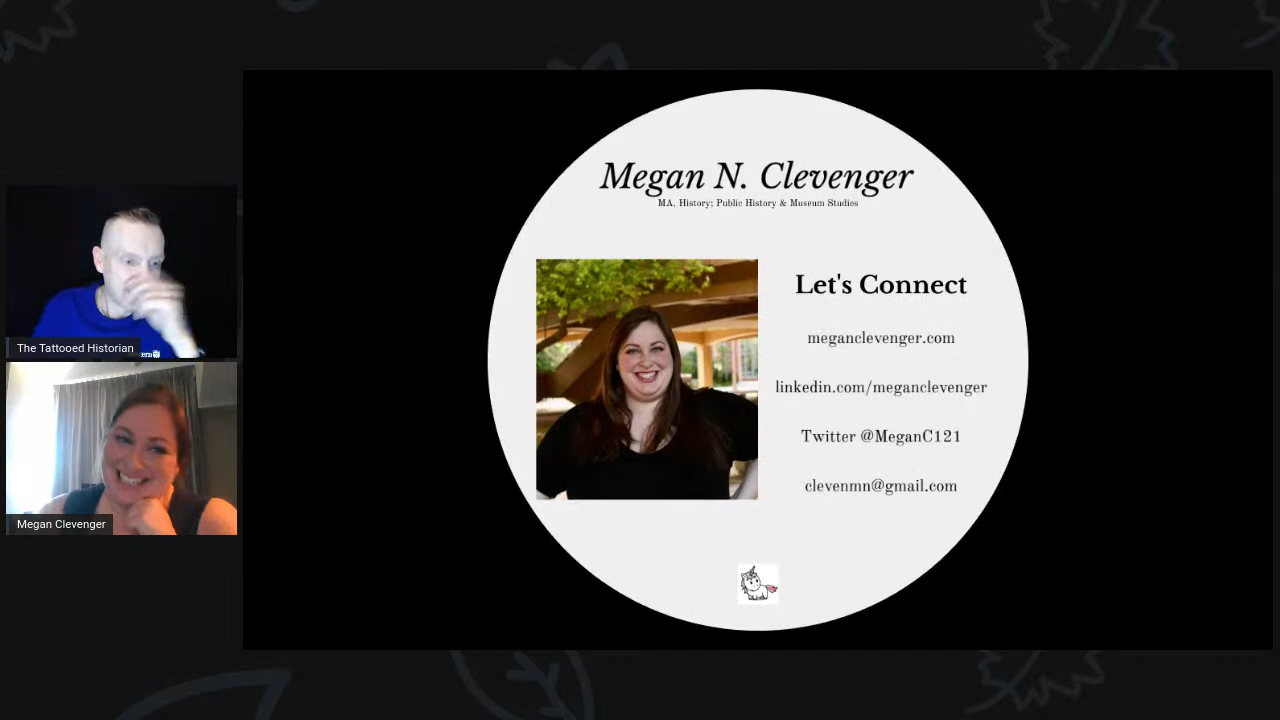 Megan N. Clevenger
MA, History; Public History & Museum Studies
Let's Connect
meganclevenger.com
linkedin.com/meganclevenger
Twitter @MeganC121
clevenmn@gmail.com
The Tattooed Historian
Megan Clevenger